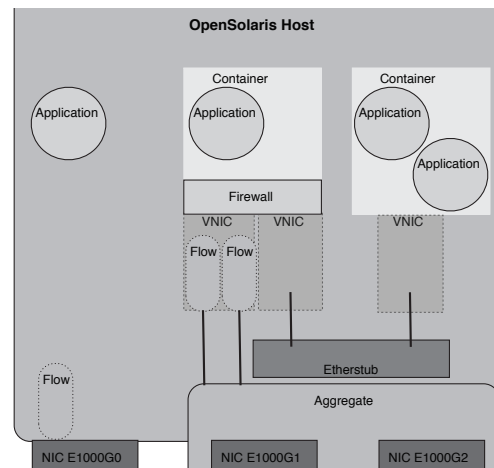 OpenSolaris Host
Container
Container
Application
Application
Application
Application
Firewall
VNIC
VNIC
VNIC
Flow
Flow
Etherstub
Flow
Aggregate
NIC E1000G0
NIC E1000G1
NIC E1000G2